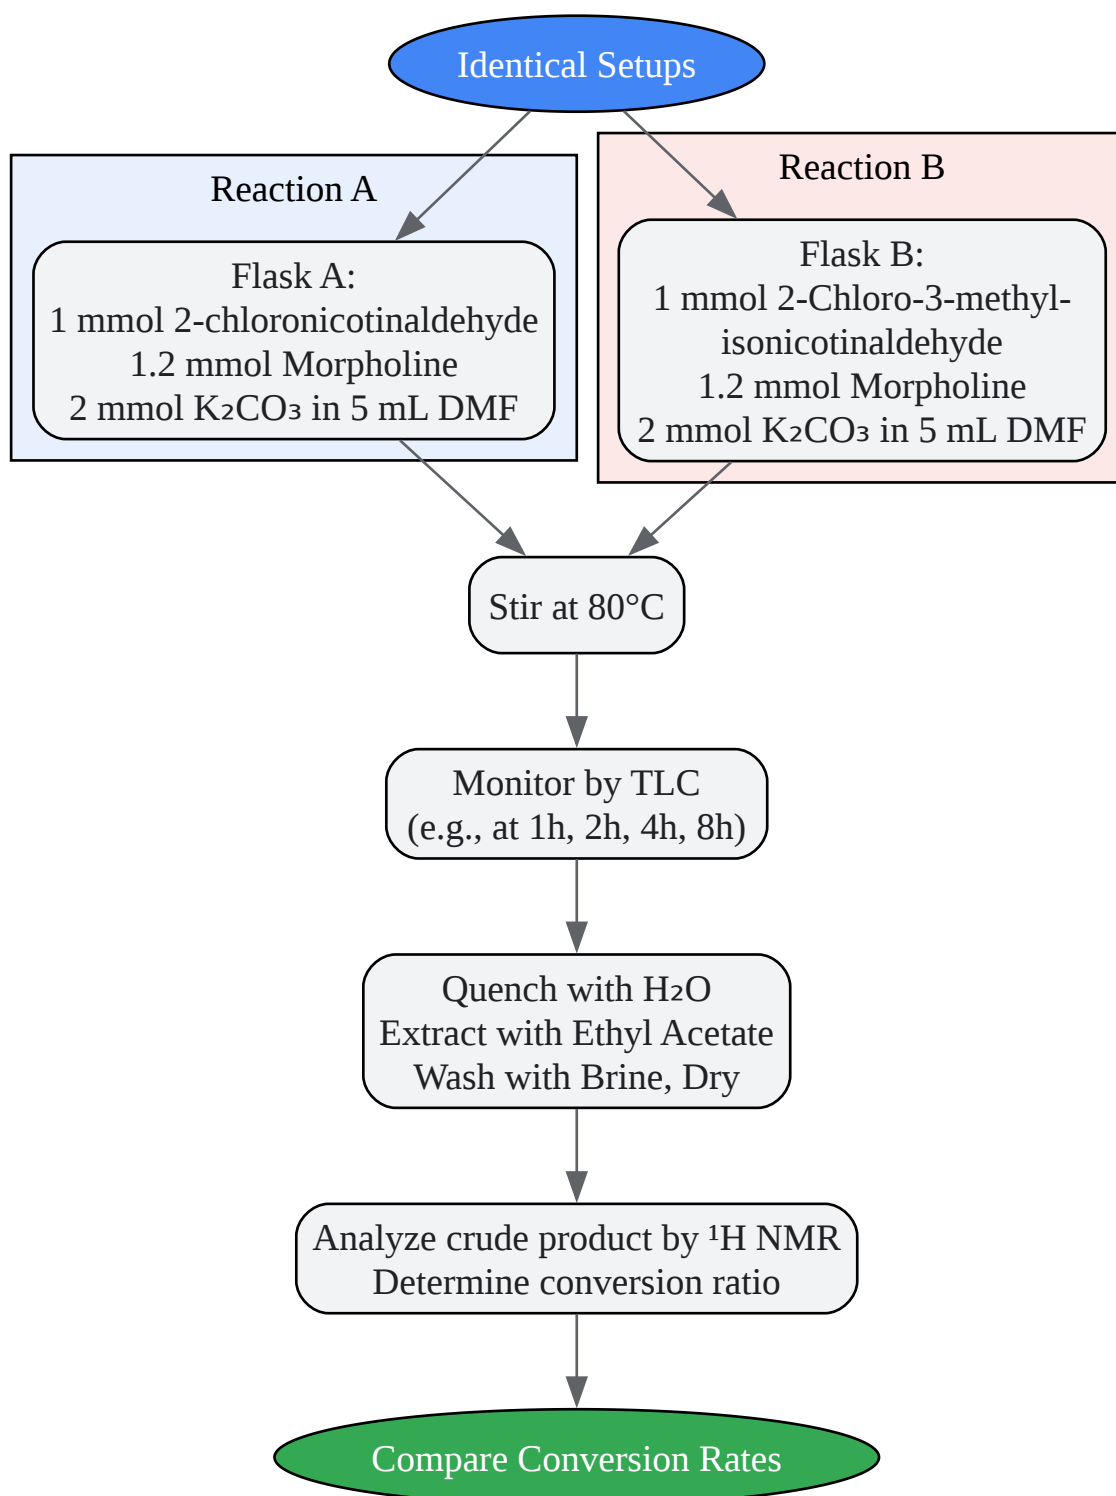 Identical Setups
Reaction A
Flask A:
1 mmol 2-chloronicotinaldehyde
1.2 mmol Morpholine
2 mmol K₂CO₃ in 5 mL DMF
Reaction B
Flask B:
1 mmol 2-Chloro-3-methyl-
isonicotinaldehyde
1.2 mmol Morpholine
2 mmol K₂CO₃ in 5 mL DMF
Stir at 80°C
Monitor by TLC
(e.g., at 1h, 2h, 4h, 8h)
Quench with H₂O
Extract with Ethyl Acetate
Wash with Brine, Dry
Analyze crude product by ¹H NMR
Determine conversion ratio
Compare Conversion Rates